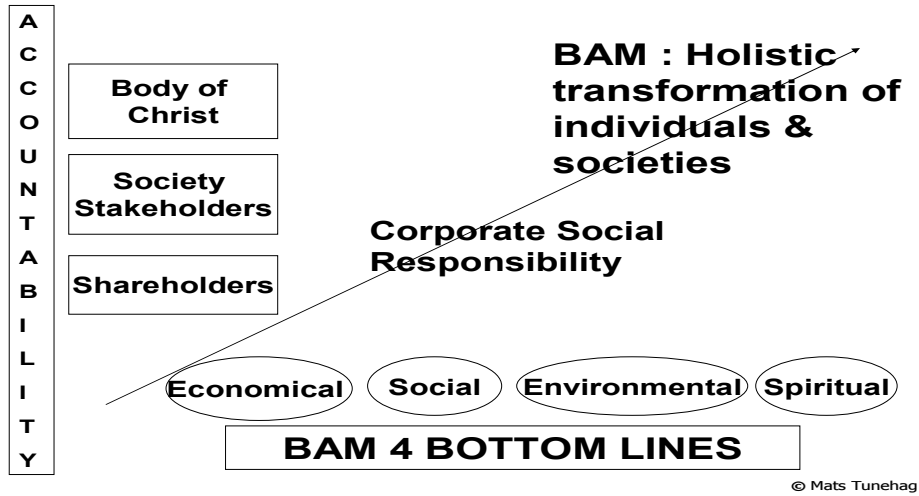 ACCOUNTABILITY
Body of
Christ
Society
Stakeholders
Shareholders
BAM : Holistic
transformation of
individuals &
societies
Corporate Social
Responsibility
Economical Social Environmental Spiritual
BAM 4 BOTTOM LINES
© Mats Tunehag